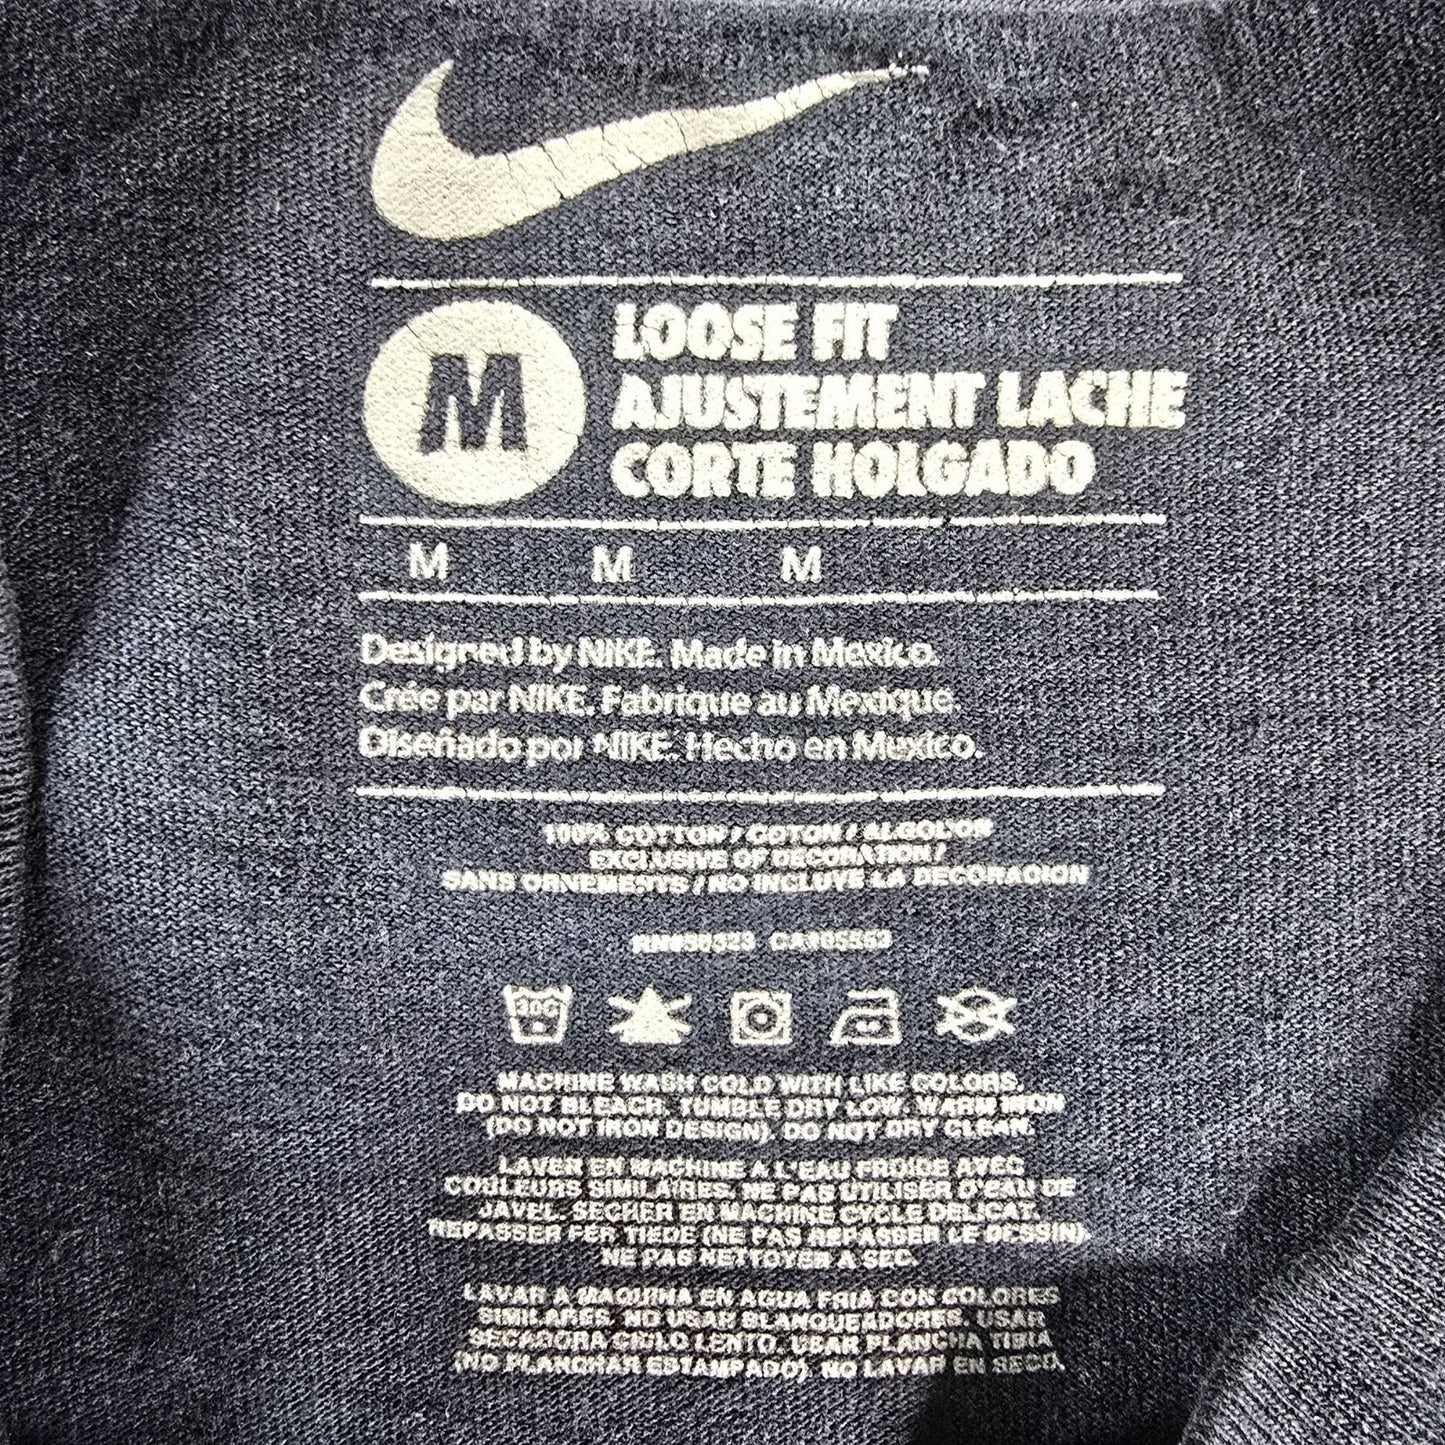 M
LOOSE FIT
AJUSTEMENT LACHE
CORTE HOLGADO
M M M
Designed by NIKE. Made in Mexico.
Crée par NIKE. Fabrique au Mexique.
Diseñado por NIKE. Hecho en Mexico.
100% COTTON / COTON / ALGODON
EXCLUSIVE OF DECORATION /
SANS ORNEMENTS / NO INCLUYE LA DECORACION
30C
MACHINE WASH COLD WITH LIKE COLORS.
DO NOT BLEACH. TUMBLE DRY LOW. WARM IRON
(DO NOT IRON DESIGN). DO NOT DRY CLEAN.
LAVER EN MACHINE A L'EAU FROIDE AVEC
COULEURS SIMILAIRES. NE PAS UTILISER D'EAU DE
JAVEL. SECHER EN MACHINE CYCLE DELICAT.
REPASSER FER TIEDE (NE PAS REPASSER LE DESSIN).
NE PAS NETTOYER A SEC.
LAVAR A MAQUINA EN AGUA FRIA CON COLORES
SIMILARES. NO USAR BLANQUEADORES. USAR
SECADORA CICLO LENTO. USAR PLANCHA TIBIA
(NO PLANCHAR ESTAMPADO). NO LAVAR EN SECO.